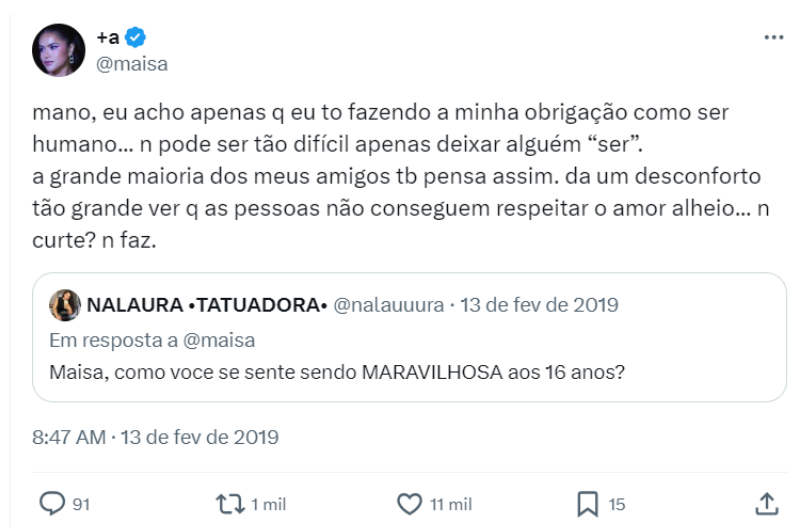 +a
@maisa
mano, eu acho apenas q eu to fazendo a minha obrigação como ser
humano... n pode ser tão difícil apenas deixar alguém “ser”.
a grande maioria dos meus amigos tb pensa assim. da um desconforto
tão grande ver q as pessoas não conseguem respeitar o amor alheio... n
curte? n faz.
NALAURA •TATUADORA• @nalauuura · 13 de fev de 2019
Em resposta a @maisa
Maisa, como voce se sente sendo MARAVILHOSA aos 16 anos?
8:47 AM · 13 de fev de 2019
91 1 mil 11 mil 15